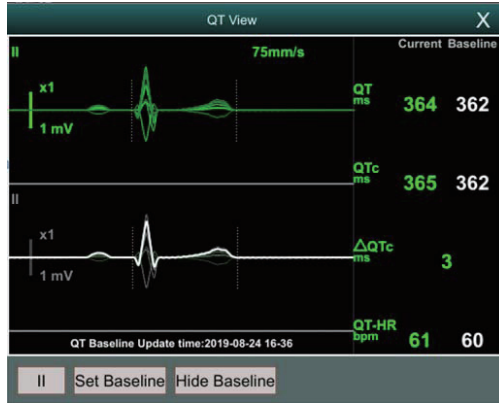 QT View X
II 75mm/s Current Baseline
x1
1 mV
QT
ms 364 362
QTc
ms 365 362
II
x1
1 mV
△QTc
ms 3
QT-HR
bpm 61 60
QT Baseline Update time:2019-08-24 16-36
II Set Baseline Hide Baseline